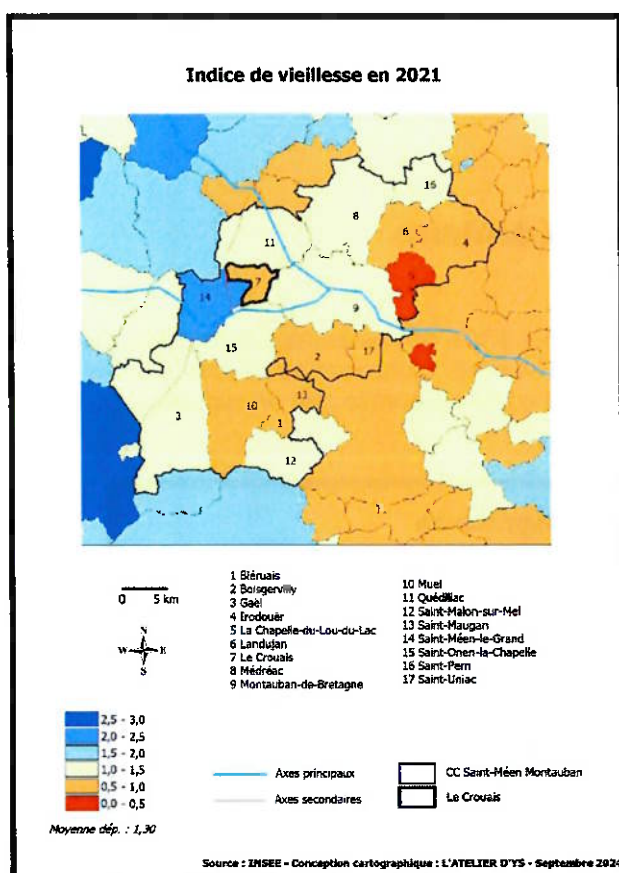 Indice de vieillesse en 2021
16
8
6
4
11
7
14
9
15
2
17
13
10
1
3
12
0 5 km
N
W E
S
1 Bléruais
2 Boisgervilly
3 Gaël
4 Irodouër
5 La Chapelle-du-Lou-du-Lac
6 Landujan
7 Le Crouais
8 Médréac
9 Montauban-de-Bretagne
10 Muel
11 Quédillac
12 Saint-Malon-sur-Mel
13 Saint-Maugan
14 Saint-Méen-le-Grand
15 Saint-Onen-la-Chapelle
16 Saint-Pern
17 Saint-Uniac
2,5 - 3,0
2,0 - 2,5
1,5 - 2,0
1,0 - 1,5
0,5 - 1,0
0,0 - 0,5
Moyenne dép. : 1,30
Axes principaux
Axes secondaires
CC Saint-Méen Montauban
Le Crouais
Source : INSEE - Conception cartographique : L'ATELIER D'YS - Septembre 2024